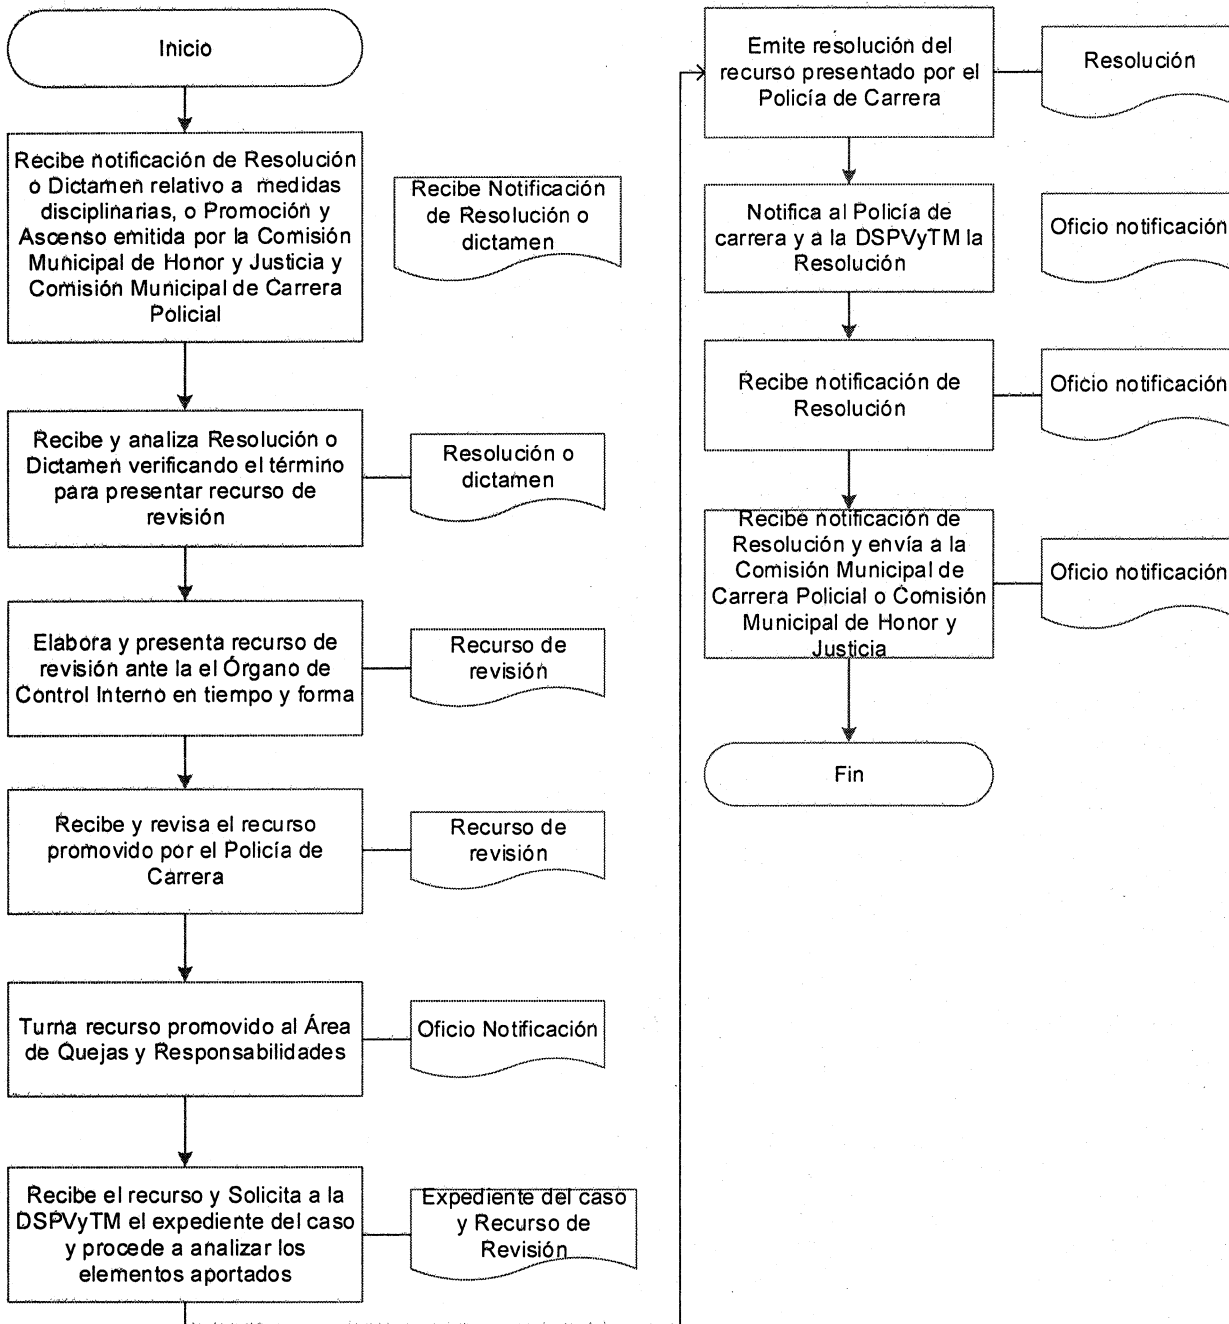 Inicio
Recibe notificación de Resolución
o Dictamen relativo a medidas
disciplinarias, o Promoción y
Ascenso emitida por la Comisión
Municipal de Honor y Justicia y
Comisión Municipal de Carrera
Policial
Recibe Notificación
de Resolución o
dictamen
Recibe y analiza Resolución o
Dictamen verificando el término
para presentar recurso de
revisión
Resolución o
dictamen
Elabora y presenta recurso de
revisión ante la el Órgano de
Control Interno en tiempo y forma
Recurso de
revisión
Recibe y revisa el recurso
promovido por el Policía de
Carrera
Recurso de
revisión
Turna recurso promovido al Área
de Quejas y Responsabilidades
Oficio Notificación
Recibe el recurso y Solicita a la
DSPVyTM el expediente del caso
y procede a analizar los
elementos aportados
Expediente del caso
y Recurso de
Revisión
Emite resolución del
recurso presentado por el
Policía de Carrera
Resolución
Notifica al Policía de
carrera y a la DSPVyTM la
Resolución
Oficio notificación
Recibe notificación de
Resolución
Oficio notificación
Recibe notificación de
Resolución y envía a la
Comisión Municipal de
Carrera Policial o Comisión
Municipal de Honor y
Justicia
Oficio notificación
Fin